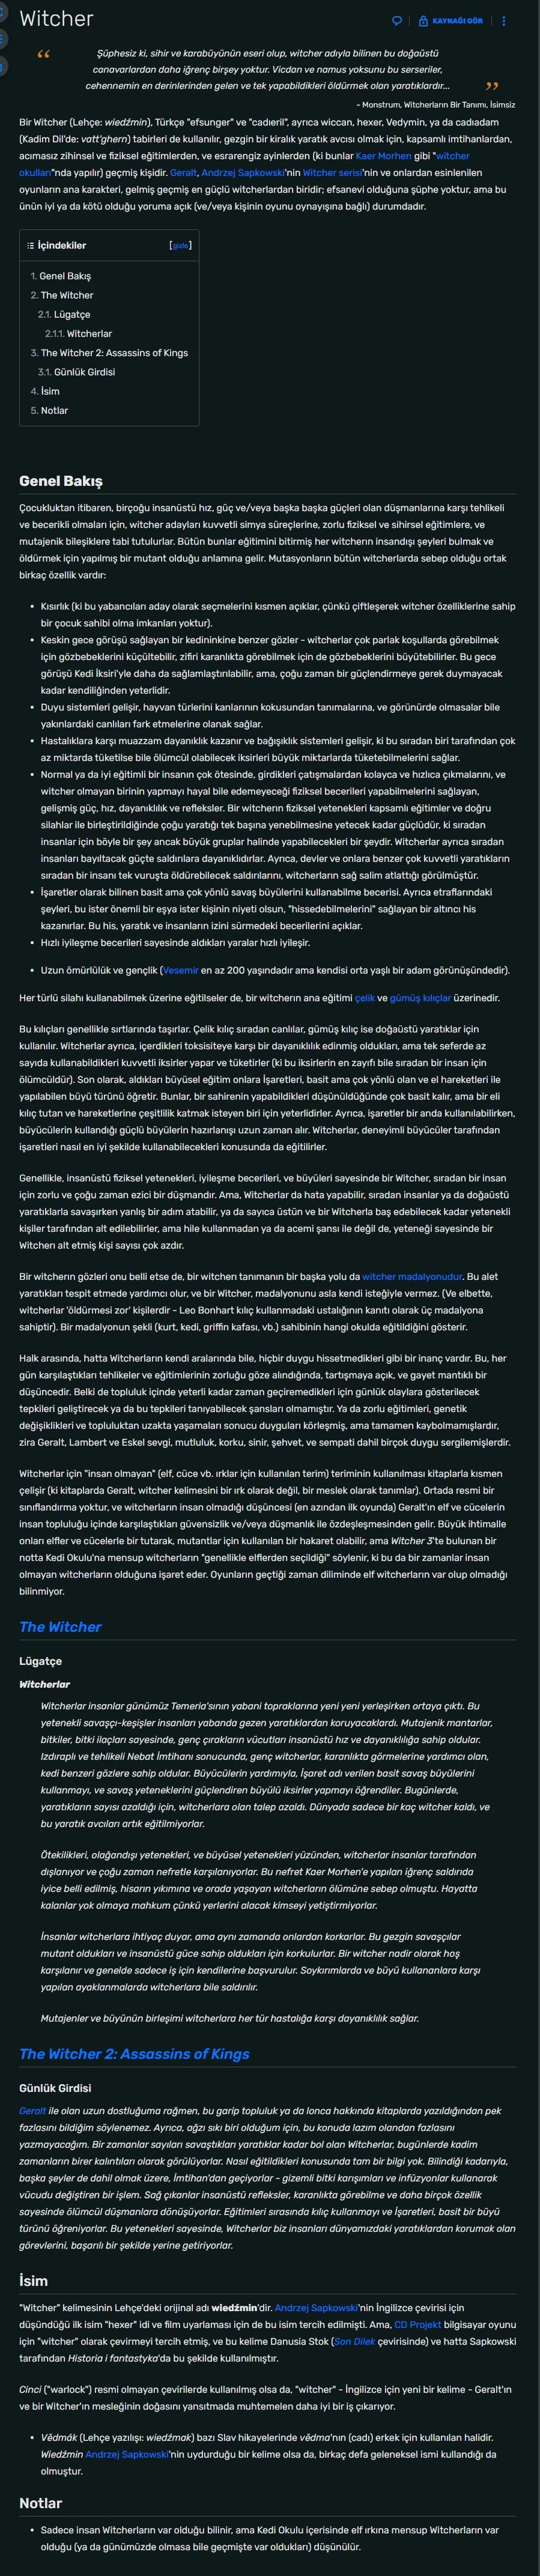 Witcher
KAYNAĞI GÖR
Şüphesiz ki, sihir ve karabüyünün eseri olup, witcher adıyla bilinen bu doğaüstü
canavarlardan daha iğrenç birşey yoktur. Vicdan ve namus yoksunu bu serseriler,
cehennemin en derinlerinden gelen ve tek yapabildikleri öldürmek olan yaratıklardır...
~ Monstrum, Witcherların Bir Tanımı, İsimsiz
Bir Witcher (Lehçe: wiedźmin), Türkçe "efsunger" ve "cadıeril", ayrıca wiccan, hexer, Vedymin, ya da cadıadam
(Kadim Dil'de: vatt'ghern) tabirleri de kullanılır, gezgin bir kiralık yaratık avcısı olmak için, kapsamlı imtihanlardan,
acımasız zihinsel ve fiziksel eğitimlerden, ve esrarengiz ayinlerden (ki bunlar Kaer Morhen gibi "witcher
okulları"nda yapılır) geçmiş kişidir. Geralt, Andrzej Sapkowski'nin Witcher serisi'nin ve onlardan esinlenilen
oyunların ana karakteri, gelmiş geçmiş en güçlü witcherlardan biridir; efsanevi olduğuna şüphe yoktur, ama bu
ünün iyi ya da kötü olduğu yoruma açık (ve/veya kişinin oyunu oynayışına bağlı) durumdadır.
İçindekiler [gizle]
1. Genel Bakış
2. The Witcher
2.1. Lügatçe
2.1.1. Witcherlar
3. The Witcher 2: Assassins of Kings
3.1. Günlük Girdisi
4. İsim
5. Notlar
Genel Bakış
Çocukluktan itibaren, birçoğu insanüstü hız, güç ve/veya başka başka güçleri olan düşmanlarına karşı tehlikeli
ve becerikli olmaları için, witcher adayları kuvvetli simya süreçlerine, zorlu fiziksel ve sihirsel eğitimlere, ve
mutajenik bileşiklere tabi tutulurlar. Bütün bunlar eğitimini bitirmiş her witcherın insandışı şeyleri bulmak ve
öldürmek için yapılmış bir mutant olduğu anlamına gelir. Mutasyonların bütün witcherlarda sebep olduğu ortak
birkaç özellik vardır:
• Kısırlık (ki bu yabancıları aday olarak seçmelerini kısmen açıklar, çünkü çiftleşerek witcher özelliklerine sahip
bir çocuk sahibi olma imkanları yoktur).
• Keskin gece görüşü sağlayan bir kedininkine benzer gözler - witcherlar çok parlak koşullarda görebilmek
için gözbebeklerini küçültebilir, zifiri karanlıkta görebilmek için de gözbebeklerini büyütebilirler. Bu gece
görüşü Kedi İksiri'yle daha da sağlamlaştırılabilir, ama, çoğu zaman bir güçlendirmeye gerek duymayacak
kadar kendiliğinden yeterlidir.
• Duyu sistemleri gelişir, hayvan türlerini kanlarının kokusundan tanımalarına, ve görünürde olmasalar bile
yakınlardaki canlıları fark etmelerine olanak sağlar.
• Hastalıklara karşı muazzam dayanıklık kazanır ve bağışıklık sistemleri gelişir, ki bu sıradan biri tarafından çok
az miktarda tüketilse bile ölümcül olabilecek iksirleri büyük miktarlarda tüketebilmelerini sağlar.
• Normal ya da iyi eğitimli bir insanın çok ötesinde, girdikleri çatışmalardan kolayca ve hızlıca çıkmalarını, ve
witcher olmayan birinin yapmayı hayal bile edemeyeceği fiziksel becerileri yapabilmelerini sağlayan,
gelişmiş güç, hız, dayanıklılık ve refleksler. Bir witcherın fiziksel yetenekleri kapsamlı eğitimler ve doğru
silahlar ile birleştirildiğinde çoğu yaratığı tek başına yenebilmesine yetecek kadar güçlüdür, ki sıradan
insanlar için böyle bir şey ancak büyük gruplar halinde yapabilecekleri bir şeydir. Witcherlar ayrıca sıradan
insanları bayıltacak güçte saldırılara dayanıklıdırlar. Ayrıca, devler ve onlara benzer çok kuvvetli yaratıkların
sıradan bir insanı tek vuruşta öldürebilecek saldırılarını, witcherların sağ salim atlattığı görülmüştür.
• İşaretler olarak bilinen basit ama çok yönlü savaş büyülerini kullanabilme becerisi. Ayrıca etraflarındaki
şeyleri, bu ister önemli bir eşya ister kişinin niyeti olsun, "hissedebilmelerini" sağlayan bir altıncı his
kazanırlar. Bu his, yaratık ve insanların izini sürmedeki becerilerini açıklar.
• Hızlı iyileşme becerileri sayesinde aldıkları yaralar hızlı iyileşir.
• Uzun ömürlülük ve gençlik (Vesemir en az 200 yaşındadır ama kendisi orta yaşlı bir adam görünüşündedir).
Her türlü silahı kullanabilmek üzerine eğitilseler de, bir witcherın ana eğitimi çelik ve gümüş kılıçlar üzerinedir.
Bu kılıçları genellikle sırtlarında taşırlar. Çelik kılıç sıradan canlılar, gümüş kılıç ise doğaüstü yaratıklar için
kullanılır. Witcherlar ayrıca, içerdikleri toksisiteye karşı bir dayanıklılık edinmiş oldukları, ama tek seferde az
sayıda kullanabildikleri kuvvetli iksirler yapar ve tüketirler (ki bu iksirlerin en zayıfı bile sıradan bir insan için
ölümcüldür). Son olarak, aldıkları büyüsel eğitim onlara İşaretleri, basit ama çok yönlü olan ve el hareketleri ile
yapılabilen büyü türünü öğretir. Bunlar, bir sahirenin yapabildikleri düşünüldüğünde çok basit kalır, ama bir eli
kılıç tutan ve hareketlerine çeşitlilik katmak isteyen biri için yeterlidirler. Ayrıca, işaretler bir anda kullanılabilirken,
büyücülerin kullandığı güçlü büyülerin hazırlanışı uzun zaman alır. Witcherlar, deneyimli büyücüler tarafından
işaretleri nasıl en iyi şekilde kullanabilecekleri konusunda da eğitilirler.
Genellikle, insanüstü fiziksel yetenekleri, iyileşme becerileri, ve büyüleri sayesinde bir Witcher, sıradan bir insan
için zorlu ve çoğu zaman ezici bir düşmandır. Ama, Witcherlar da hata yapabilir, sıradan insanlar ya da doğaüstü
yaratıklarla savaşırken yanlış bir adım atabilir, ya da sayıca üstün ve bir Witcherla baş edebilecek kadar yetenekli
kişiler tarafından alt edilebilirler, ama hile kullanmadan ya da acemi şansı ile değil de, yeteneği sayesinde bir
Witcherı alt etmiş kişi sayısı çok azdır.
Bir witcherın gözleri onu belli etse de, bir witcherı tanımanın bir başka yolu da witcher madalyonudur. Bu alet
yaratıkları tespit etmede yardımcı olur, ve bir Witcher, madalyonunu asla kendi isteğiyle vermez. (Ve elbette,
witcherlar 'öldürmesi zor' kişilerdir - Leo Bonhart kılıç kullanmadaki ustalığının kanıtı olarak üç madalyona
sahiptir). Bir madalyonun şekli (kurt, kedi, griffin kafası, vb.) sahibinin hangi okulda eğitildiğini gösterir.
Halk arasında, hatta Witcherların kendi aralarında bile, hiçbir duygu hissetmedikleri gibi bir inanç vardır. Bu, her
gün karşılaştıkları tehlikeler ve eğitimlerinin zorluğu göze alındığında, tartışmaya açık, ve gayet mantıklı bir
düşüncedir. Belki de topluluk içinde yeterli kadar zaman geçiremedikleri için günlük olaylara gösterilecek
tepkileri geliştirecek ya da bu tepkileri tanıyabilecek şansları olmamıştır. Ya da zorlu eğitimleri, genetik
değişiklikleri ve topluluktan uzakta yaşamaları sonucu duyguları körleşmiş, ama tamamen kaybolmamışlardır,
zira Geralt, Lambert ve Eskel sevgi, mutluluk, korku, sinir, şehvet, ve sempati dahil birçok duygu sergilemişlerdir.
Witcherlar için "insan olmayan" (elf, cüce vb. ırklar için kullanılan terim) teriminin kullanılması kitaplarla kısmen
çelişir (ki kitaplarda Geralt, witcher kelimesini bir ırk olarak değil, bir meslek olarak tanımlar). Ortada resmi bir
sınıflandırma yoktur, ve witcherların insan olmadığı düşüncesi (en azından ilk oyunda) Geralt'ın elf ve cücelerin
insan topluluğu içinde karşılaştıkları güvensizlik ve/veya düşmanlık ile özdeşleşmesinden gelir. Büyük ihtimalle
onları elfler ve cücelerle bir tutarak, mutantlar için kullanılan bir hakaret olabilir, ama Witcher 3'te bulunan bir
notta Kedi Okulu'na mensup witcherların "genellikle elflerden seçildiği" söylenir, ki bu da bir zamanlar insan
olmayan witcherların olduğuna işaret eder. Oyunların geçtiği zaman diliminde elf witcherların var olup olmadığı
bilinmiyor.
The Witcher
Lügatçe
Witcherlar
Witcherlar insanlar günümüz Temeria'sının yabani topraklarına yeni yeni yerleşirken ortaya çıktı. Bu
yetenekli savaşçı-keşişler insanları yabanda gezen yaratıklardan koruyacaklardı. Mutajenik mantarlar,
bitkiler, bitki ilaçları sayesinde, genç çırakların vücutları insanüstü hız ve dayanıklılığa sahip oldular.
Izdıraplı ve tehlikeli Nebat İmtihanı sonucunda, genç witcherlar, karanlıkta görmelerine yardımcı olan,
kedi benzeri gözlere sahip oldular. Büyücülerin yardımıyla, İşaret adı verilen basit savaş büyülerini
kullanmayı, ve savaş yeteneklerini güçlendiren büyülü iksirler yapmayı öğrendiler. Bugünlerde,
yaratıkların sayısı azaldığı için, witcherlara olan talep azaldı. Dünyada sadece bir kaç witcher kaldı, ve
bu yaratık avcıları artık eğitilmiyorlar.
Ötekilikleri, olağandışı yetenekleri, ve büyüsel yetenekleri yüzünden, witcherlar insanlar tarafından
dışlanıyor ve çoğu zaman nefretle karşılanıyorlar. Bu nefret Kaer Morhen'e yapılan iğrenç saldırıda
iyice belli edilmiş, hisarın yıkımına ve orada yaşayan witcherların ölümüne sebep olmuştu. Hayatta
kalanlar yok olmaya mahkum çünkü yerlerini alacak kimseyi yetiştirmiyorlar.
İnsanlar witcherlara ihtiyaç duyar, ama aynı zamanda onlardan korkarlar. Bu gezgin savaşçılar
mutant oldukları ve insanüstü güce sahip oldukları için korkulurlar. Bir witcher nadir olarak hoş
karşılanır ve genelde sadece iş için kendilerine başvurulur. Soykırımlarda ve büyü kullananlara karşı
yapılan ayaklanmalarda witcherlara bile saldırılır.
Mutajenler ve büyünün birleşimi witcherlara her tür hastalığa karşı dayanıklılık sağlar.
The Witcher 2: Assassins of Kings
Günlük Girdisi
Geralt ile olan uzun dostluğuma rağmen, bu garip topluluk ya da lonca hakkında kitaplarda yazıldığından pek
fazlasını bildiğim söylenemez. Ayrıca, ağzı sıkı biri olduğum için, bu konuda lazım olandan fazlasını
yazmayacağım. Bir zamanlar sayıları savaştıkları yaratıklar kadar bol olan Witcherlar, bugünlerde kadim
zamanların birer kalıntıları olarak görülüyorlar. Nasıl eğitildikleri konusunda tam bir bilgi yok. Bilindiği kadarıyla,
başka şeyler de dahil olmak üzere, İmtihan'dan geçiyorlar - gizemli bitki karışımları ve infüzyonlar kullanarak
vücudu değiştiren bir işlem. Sağ çıkanlar insanüstü refleksler, karanlıkta görebilme ve daha birçok özellik
sayesinde ölümcül düşmanlara dönüşüyorlar. Eğitimleri sırasında kılıç kullanmayı ve İşaretleri, basit bir büyü
türünü öğreniyorlar. Bu yetenekleri sayesinde, Witcherlar biz insanları dünyamızdaki yaratıklardan korumak olan
görevlerini, başarılı bir şekilde yerine getiriyorlar.
İsim
"Witcher" kelimesinin Lehçe'deki orijinal adı wiedźmin'dir. Andrzej Sapkowski'nin İngilizce çevirisi için
düşündüğü ilk isim "hexer" idi ve film uyarlaması için de bu isim tercih edilmişti. Ama, CD Projekt bilgisayar oyunu
için "witcher" olarak çevirmeyi tercih etmiş, ve bu kelime Danusia Stok (Son Dilek çevirisinde) ve hatta Sapkowski
tarafından Historia i fantastyka'da bu şekilde kullanılmıştır.
Cinci ("warlock") resmi olmayan çevirilerde kullanılmış olsa da, "witcher" - İngilizce için yeni bir kelime - Geralt'ın
ve bir Witcher'ın mesleğinin doğasını yansıtmada muhtemelen daha iyi bir iş çıkarıyor.
• Vědmák (Lehçe yazılışı: wiedźmak) bazı Slav hikayelerinde vědma'nın (cadı) erkek için kullanılan halidir.
Wiedźmin Andrzej Sapkowski'nin uydurduğu bir kelime olsa da, birkaç defa geleneksel ismi kullandığı da
olmuştur.
Notlar
• Sadece insan Witcherların var olduğu bilinir, ama Kedi Okulu içerisinde elf ırkına mensup Witcherların var
olduğu (ya da günümüzde olmasa bile geçmişte var oldukları) düşünülür.